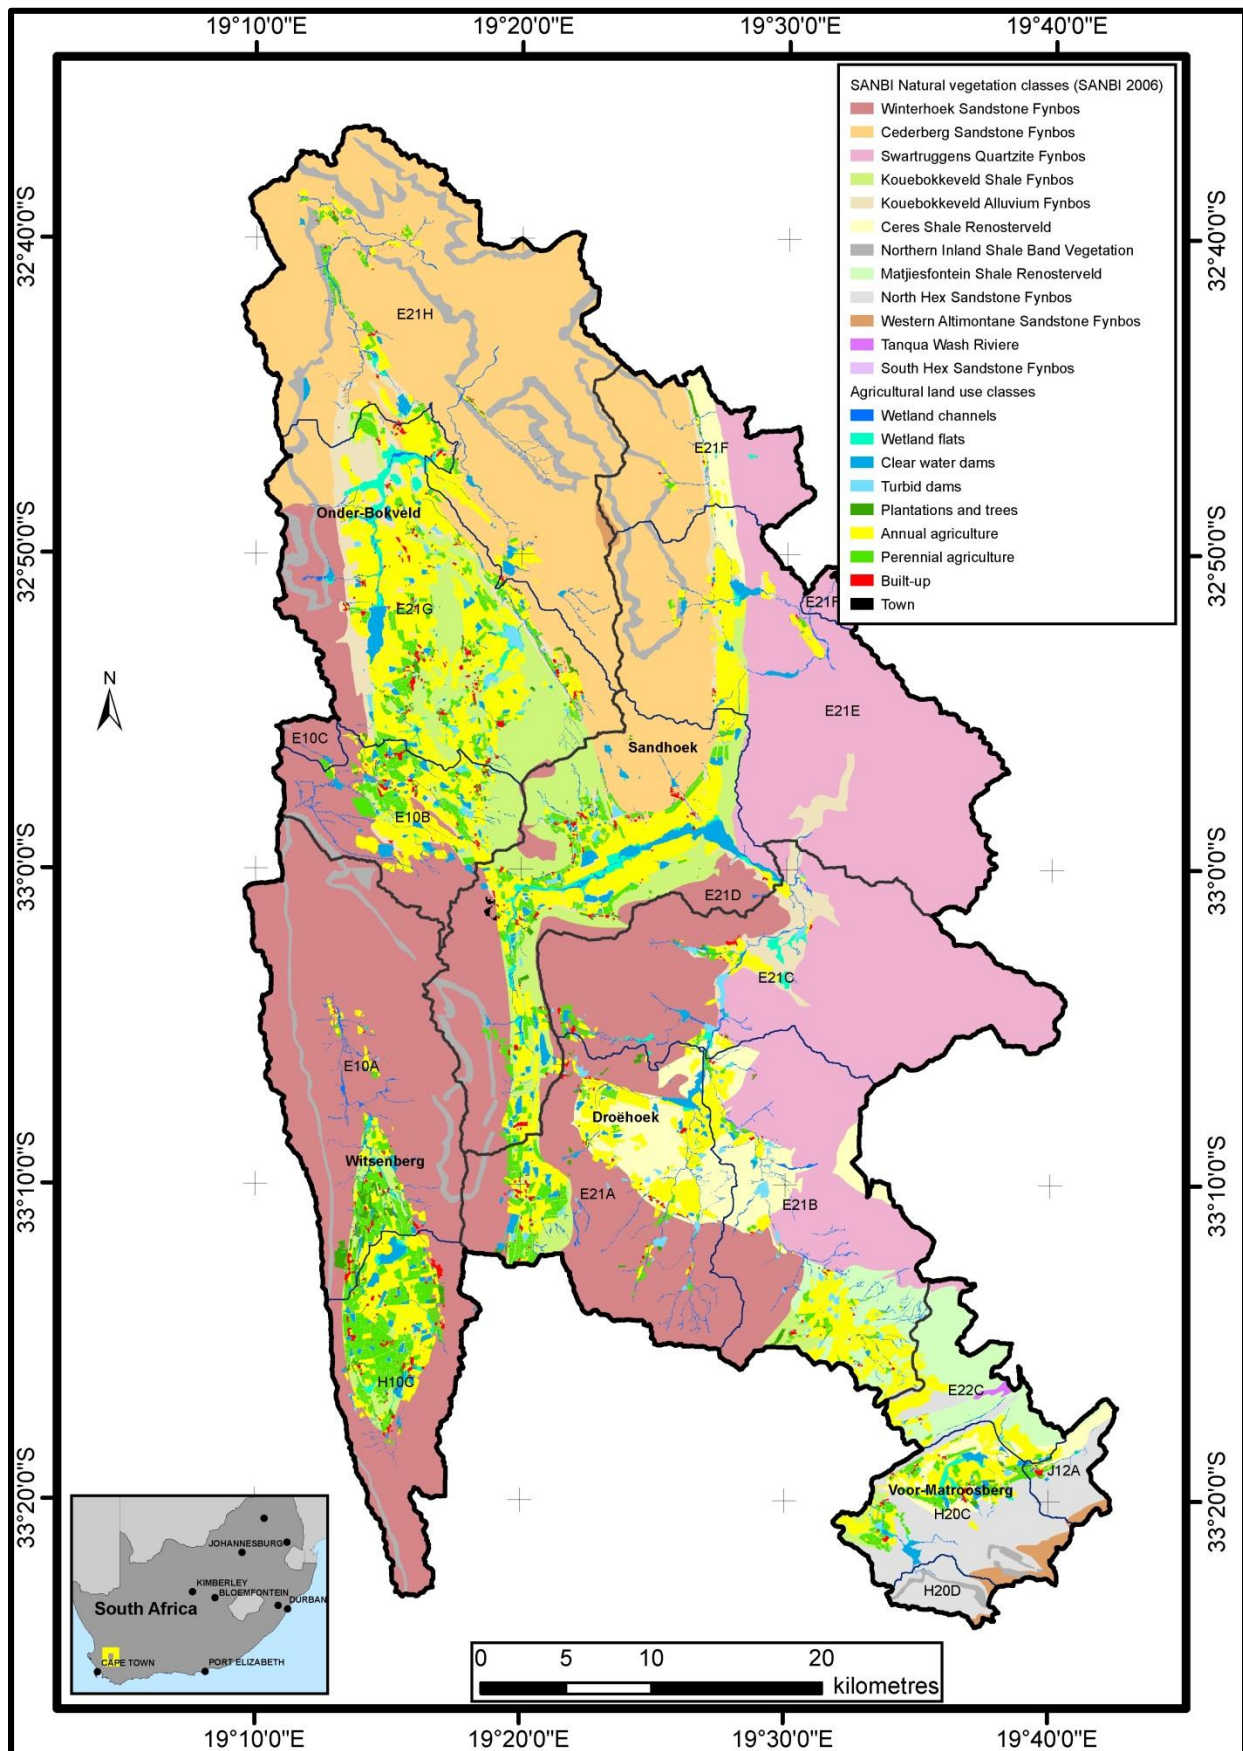 19°10'0"E
19°20'0"E
19°30'0"E
19°40'0"E
SANBI Natural vegetation classes (SANBI 2006)
Winterhoek Sandstone Fynbos
Cederberg Sandstone Fynbos
Swartruggens Quartzite Fynbos
Kouebokkeveld Shale Fynbos
Kouebokkeveld Alluvium Fynbos
Ceres Shale Renosterveld
Northern Inland Shale Band Vegetation
Matjiesfontein Shale Renosterveld
North Hex Sandstone Fynbos
Western Altimontane Sandstone Fynbos
Tanqua Wash Riviere
South Hex Sandstone Fynbos
Agricultural land use classes
Wetland channels
Wetland flats
Clear water dams
Turbid dams
Plantations and trees
Annual agriculture
Perennial agriculture
Built-up
Town
32°40'0"S
32°40'0"S
E21H
E21F
Onder-Bokveld
32°50'0"S
32°50'0"S
E21F
E21G
N
E21E
E10C
Sandhoek
E10B
33°0'0"S
33°0'0"S
E21D
E21C
E10A
Droëhoek
Witsenberg
33°10'0"S
33°10'0"S
E21A
E21B
H10C
E22C
J12A
Voor-Matroosberg
H20C
33°20'0"S
33°20'0"S
H20D
JOHANNESBURG
KIMBERLEY
BLOEMFONTEIN
DURBAN
South Africa
CAPE TOWN
PORT ELIZABETH
0 5 10 20
kilometres
19°10'0"E
19°20'0"E
19°30'0"E
19°40'0"E